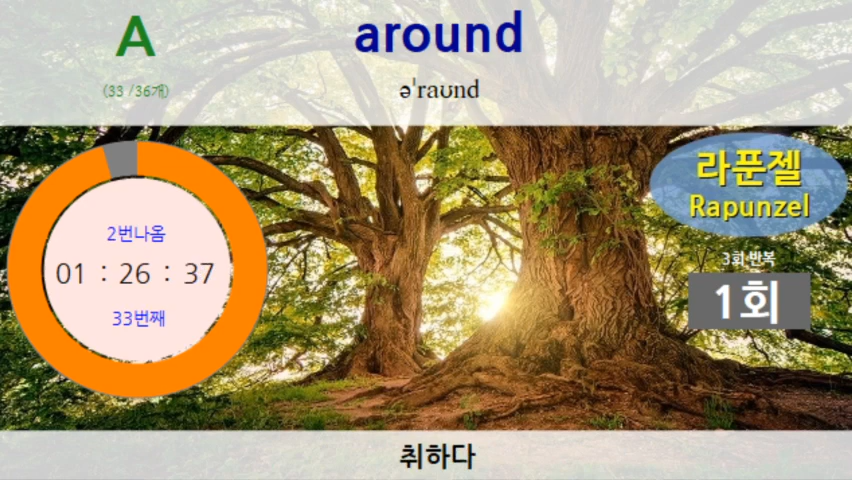 A
(33 /36개)
around
əˈraʊnd
2번나옴
01 : 26 : 37
33번째
라푼젤
Rapunzel
3회 반복
1회
취하다